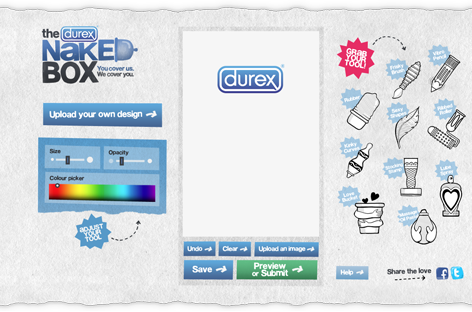 the durex
NaKED
BOX
You cover us.
We cover you.
Upload your own design
Size
Opacity
Colour picker
ADJUST
YOUR
TOOL
durex
Undo
Clear
Upload an image
Save
Preview
or Submit
GRAB
YOUR
TOOL!
Help
Share the love
f
t